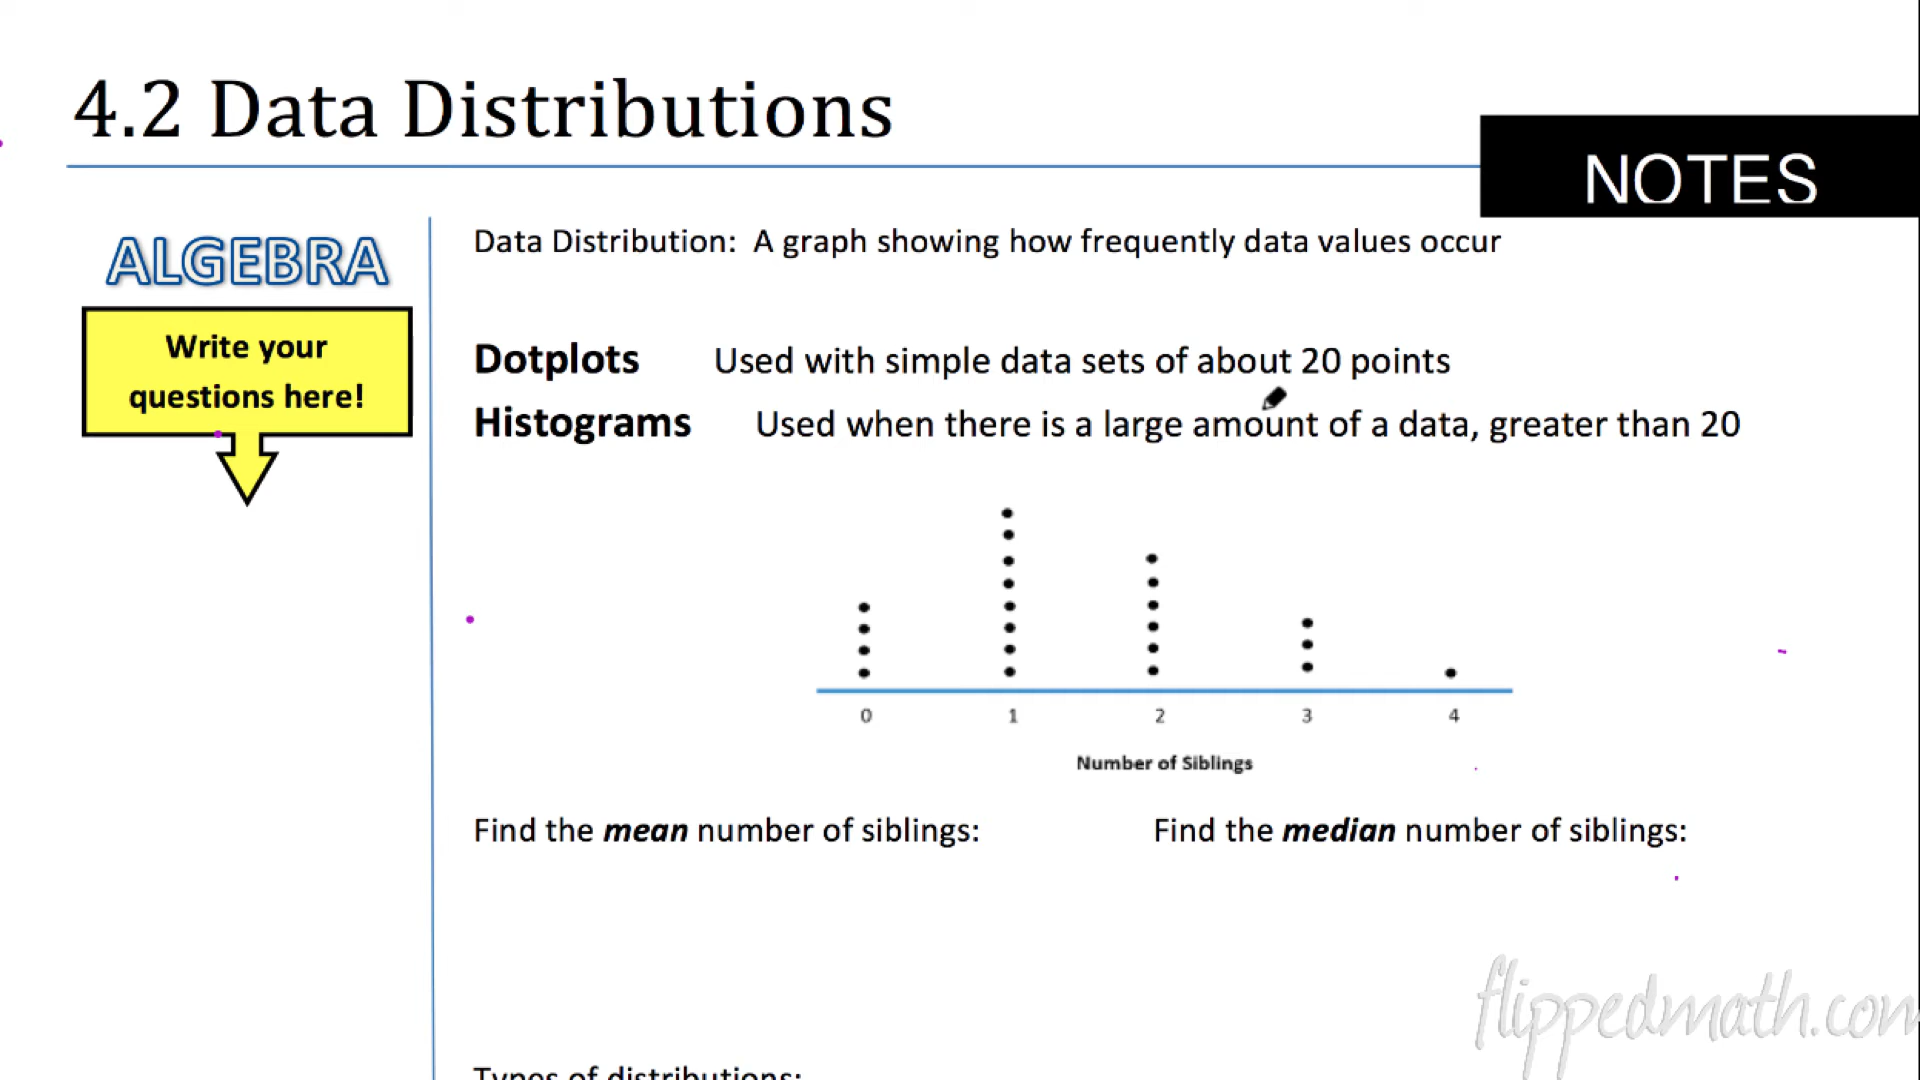 4.2 Data Distributions
NOTES
ALGEBRA
Write your
questions here!
Data Distribution: A graph showing how frequently data values occur
Dotplots Used with simple data sets of about 20 points
Histograms Used when there is a large amount of a data, greater than 20
0 1 2 3 4
Number of Siblings
Find the mean number of siblings: Find the median number of siblings:
flippedmath.com
Types of distributions: